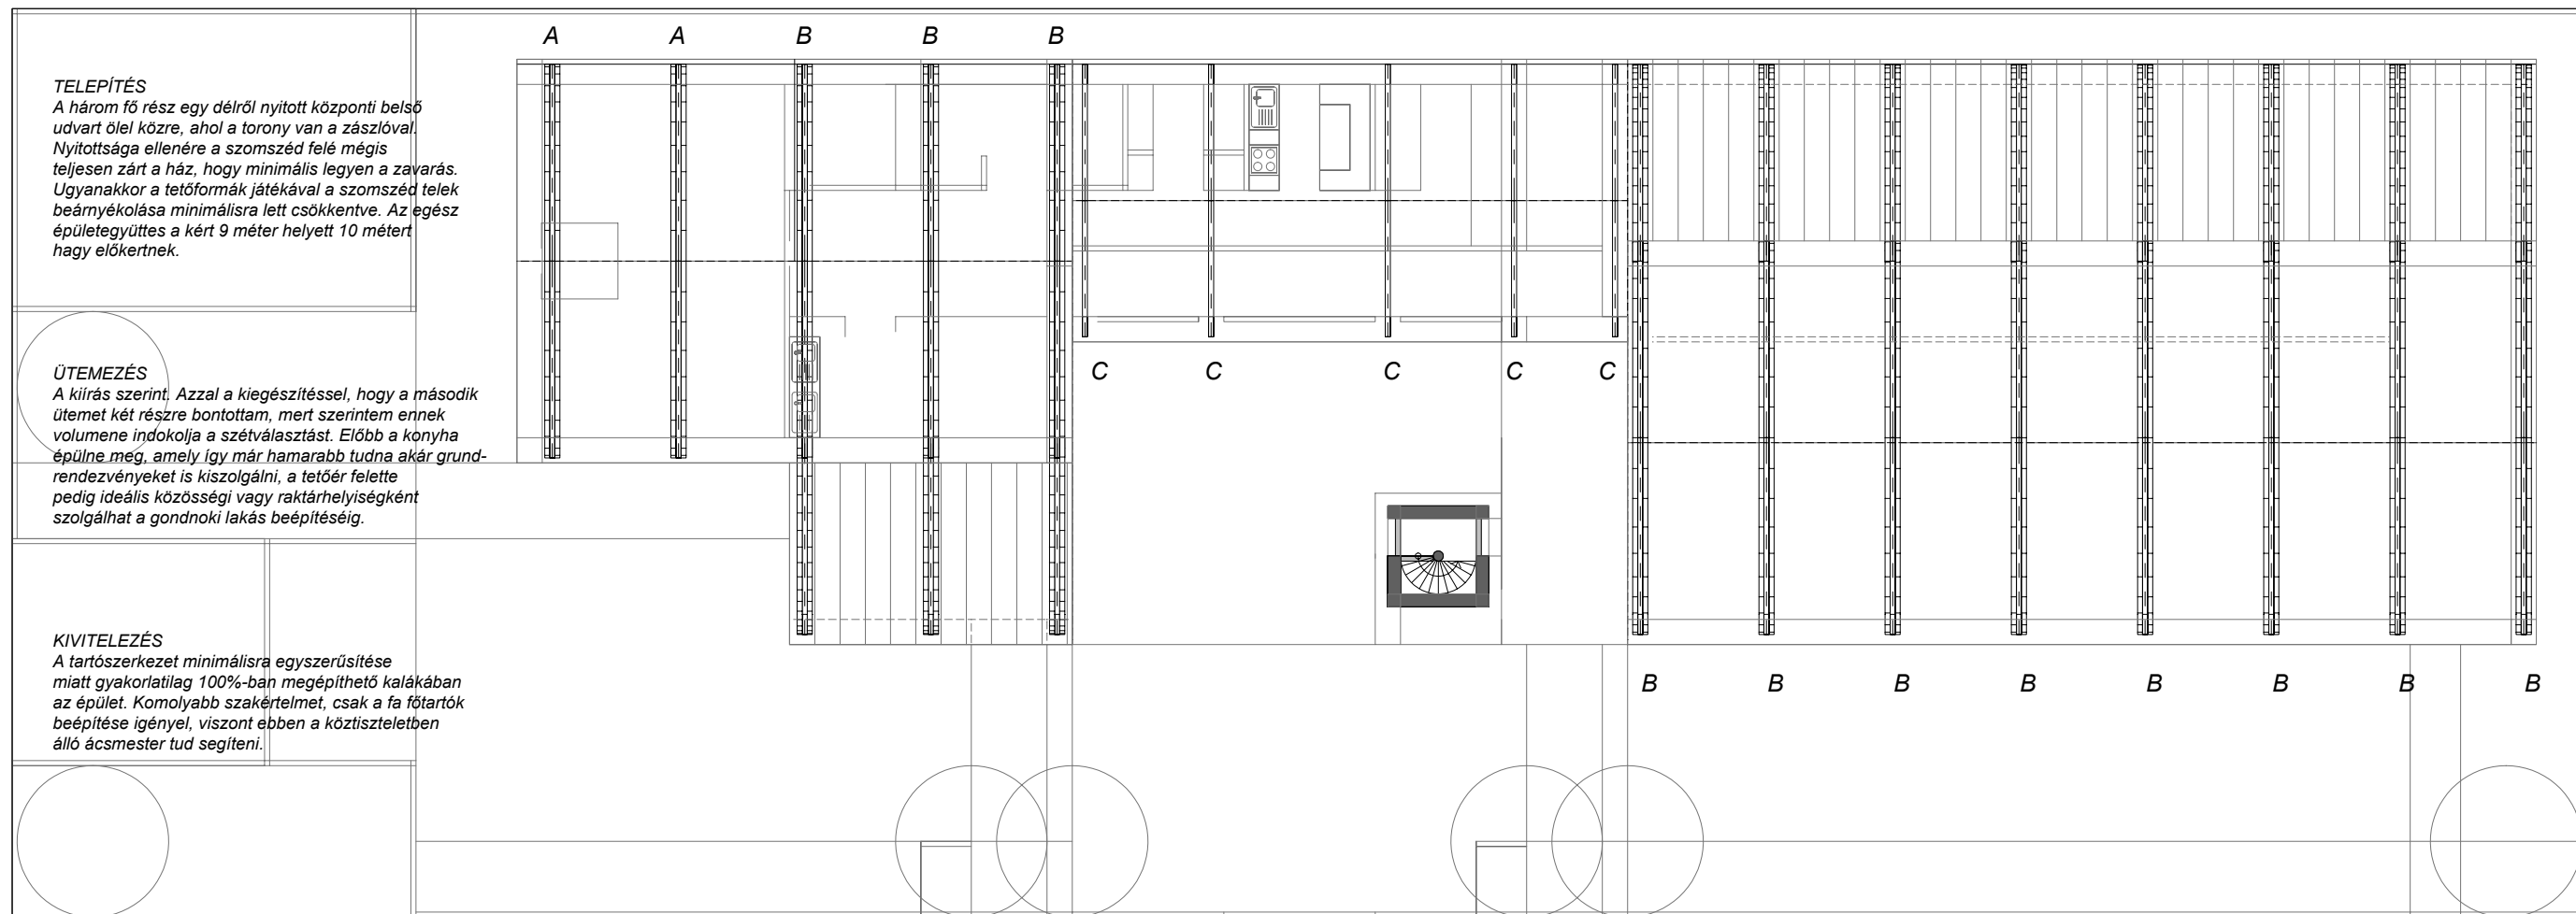 A A B B B
TELEPÍTÉS
A három fő rész egy délről nyitott központi belső
udvart ölel közre, ahol a torony van a zászlóval.
Nyitottsága ellenére a szomszéd felé mégis
teljesen zárt a ház, hogy minimális legyen a zavarás.
Ugyanakkor a tetőformák játékával a szomszéd telek
beárnyékolása minimálisra lett csökkentve. Az egész
épületegyüttes a kért 9 méter helyett 10 métert
hagy előkertnek.
C C C C C
ÜTEMEZÉS
A kiírás szerint. Azzal a kiegészítéssel, hogy a második
ütemet két részre bontottam, mert szerintem ennek
volumene indokolja a szétválasztást. Előbb a konyha
épülne meg, amely így már hamarabb tudna akár grund-
rendezvényeket is kiszolgálni, a tetőér felette
pedig ideális közösségi vagy raktárhelyiségként
szolgálhat a gondnoki lakás beépítéséig.
KIVITELEZÉS
A tartószerkezet minimálisra egyszerűsítése
miatt gyakorlatilag 100%-ban megépíthető kalákában
az épület. Komolyabb szakértelmet, csak a fa főtartók
beépítése igényel, viszont ebben a köztiszteletben
álló ácsmester tud segíteni.
B B B B B B B B